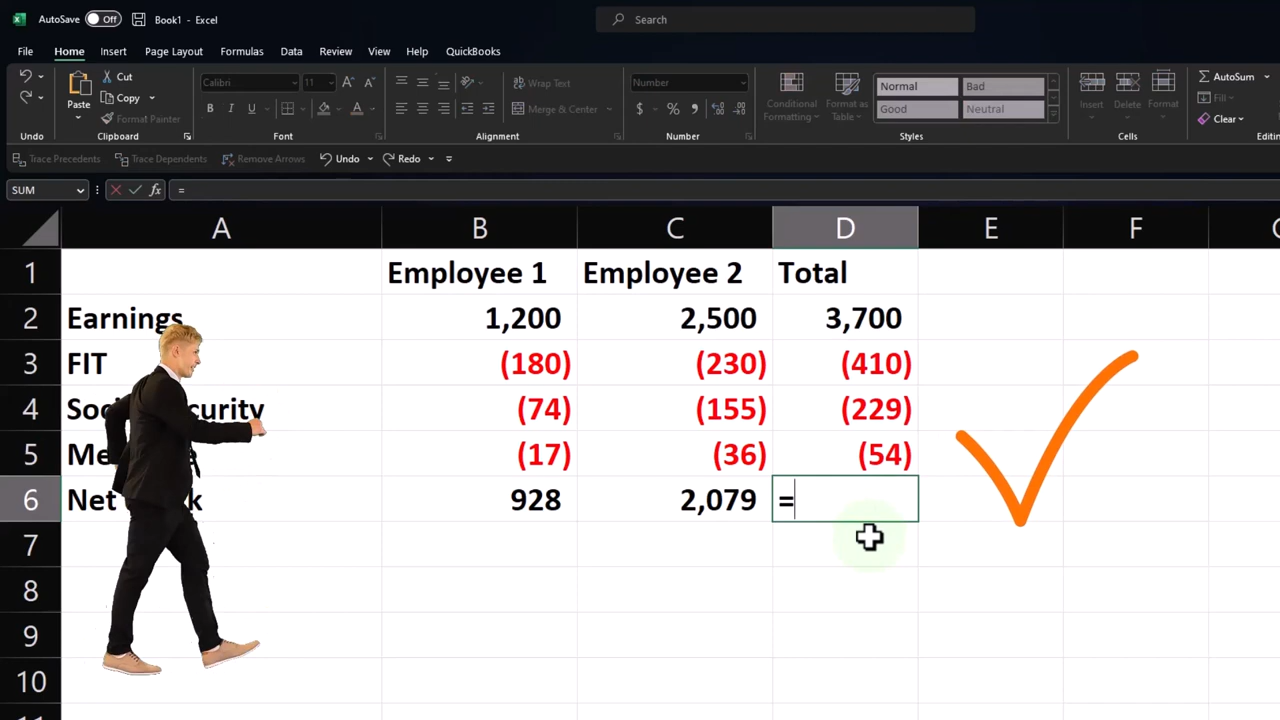 AutoSave Off Book1 - Excel Search
File Home Insert Page Layout Formulas Data Review View Help QuickBooks
Paste Cut Copy Format Painter
Calibri 11
Wrap Text
Merge & Center
Number
Conditional Formatting Format as Table
Normal Bad
Good Neutral
Insert Delete Format
AutoSum
Fill
Clear
Undo Clipboard Font Alignment Number Styles Cells
Trace Precedents Trace Dependents Remove Arrows Undo Redo
SUM fx =
A B C D E F
1 Employee 1 Employee 2 Total
2 Earnings 1,200 2,500 3,700
3 FIT (180) (230) (410)
4 (74) (155) (229)
5 (17) (36) (54)
6 Net 928 2,079 =
7
8
9
10